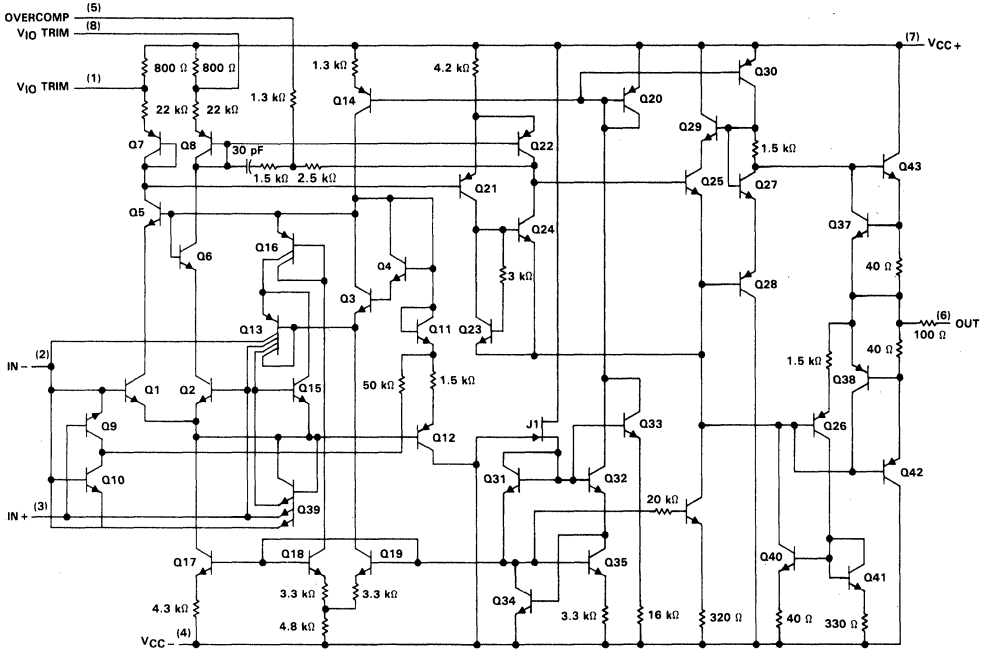 OVERCOMP (5)
VIO TRIM (8)
(7) VCC+
800 Ω 800 Ω 1.3 kΩ 4.2 kΩ Q30
VIO TRIM (1)
Q14 Q20
22 kΩ 22 kΩ 1.3 kΩ Q29
Q7 Q8 30 pF Q22 1.5 kΩ Q43
1.5 kΩ 2.5 kΩ Q21 Q25 Q27
Q5 Q24 Q37
Q6 Q16 Q4 3 kΩ Q28 40 Ω
Q3
Q13 Q11 Q23 (6) OUT
100 Ω
IN − (2) 1.5 kΩ 40 Ω
Q1 Q2 Q15 50 kΩ 1.5 kΩ Q38
Q9 Q12 J1 Q33 Q26
Q10 Q31 Q32 Q42
IN + (3) Q39 20 kΩ
Q17 Q18 Q19 Q35 Q40 Q41
3.3 kΩ 3.3 kΩ Q34
4.3 kΩ 4.8 kΩ 3.3 kΩ 16 kΩ 320 Ω 40 Ω 330 Ω
VCC − (4)